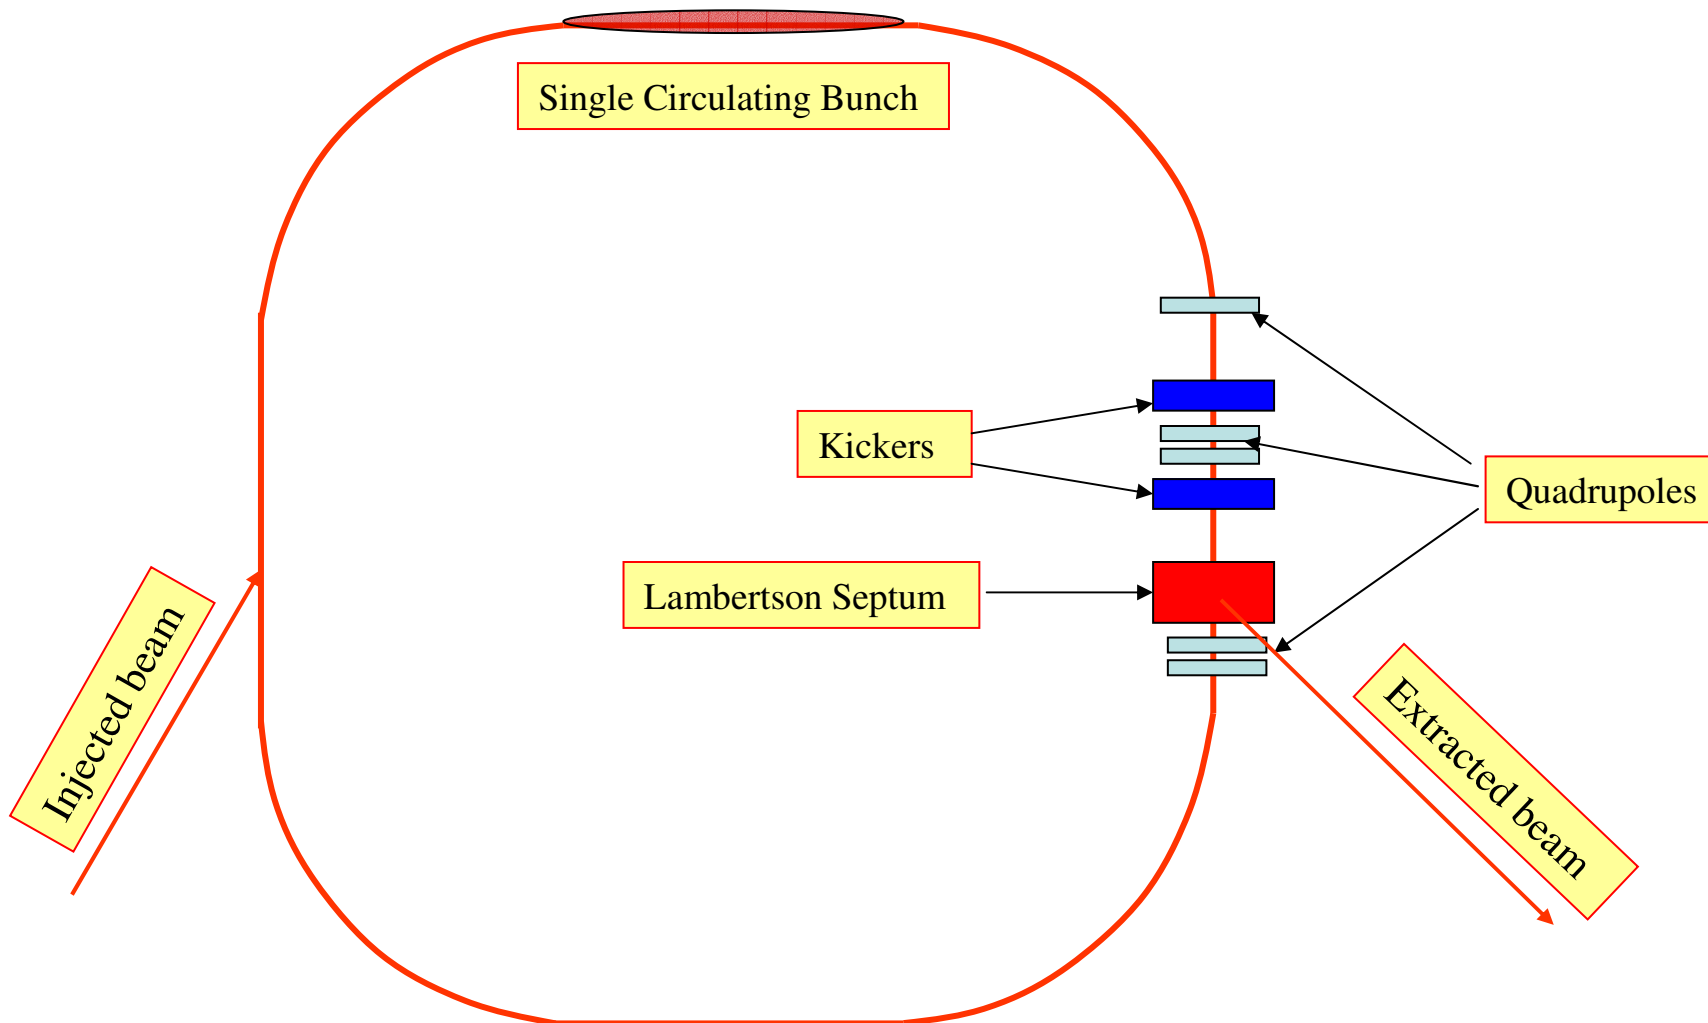 Single Circulating Bunch
Kickers
Quadrupoles
Lambertson Septum
Injected beam
Extracted beam